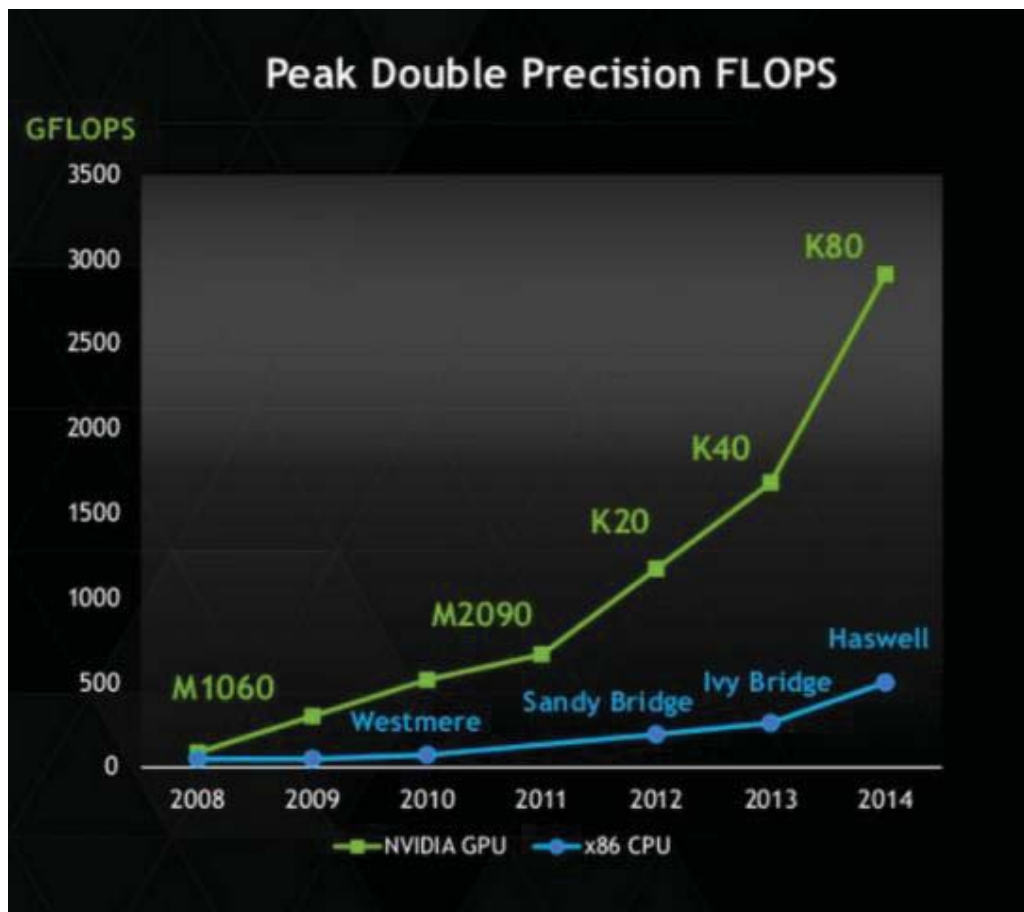 Peak Double Precision FLOPS
GFLOPS
3500
3000
2500
2000
1500
1000
500
0
K80
K40
K20
M2090
M1060
Haswell
Ivy Bridge
Sandy Bridge
Westmere
2008 2009 2010 2011 2012 2013 2014
NVIDIA GPU x86 CPU